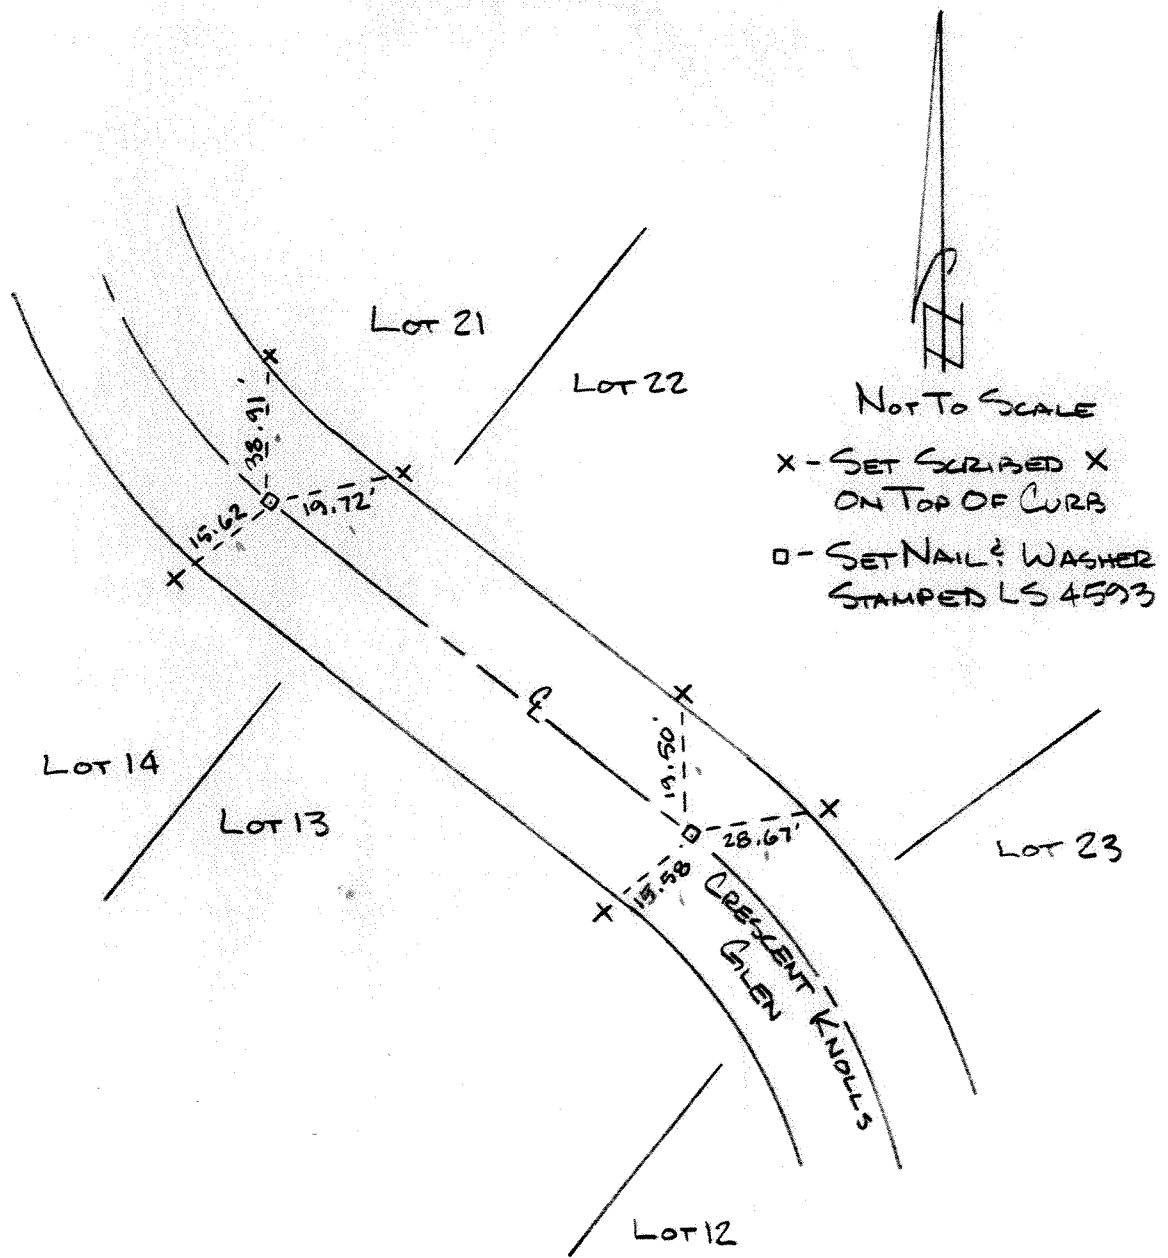 LOT 21
LOT 22
NOT TO SCALE
X - SET SCRIBED X
ON TOP OF CURB
□ - SET NAIL & WASHER
STAMPED LS 4593
38.91'
19.72'
15.62
℄
LOT 14
LOT 13
19.50'
28.67'
15.58
LOT 23
CRESCENT KNOLLS
GLEN
LOT 12